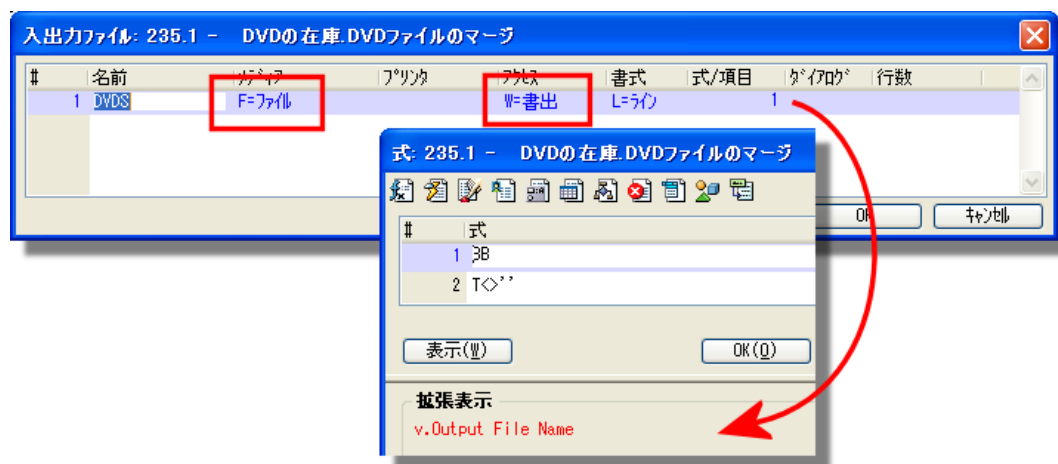 入出力ファイル: 235.1 - DVDの在庫.DVDファイルのマージ
# 名前 メディア プリンタ アクセス 書式 式/項目 ダイアログ 行数
1 DVDS F=ファイル W=書出 L=ライン 1
OK キャンセル
式: 235.1 - DVDの在庫.DVDファイルのマージ
# 式
1 BB
2 T<>''
表示(W) OK(O)
拡張表示
v.Output File Name